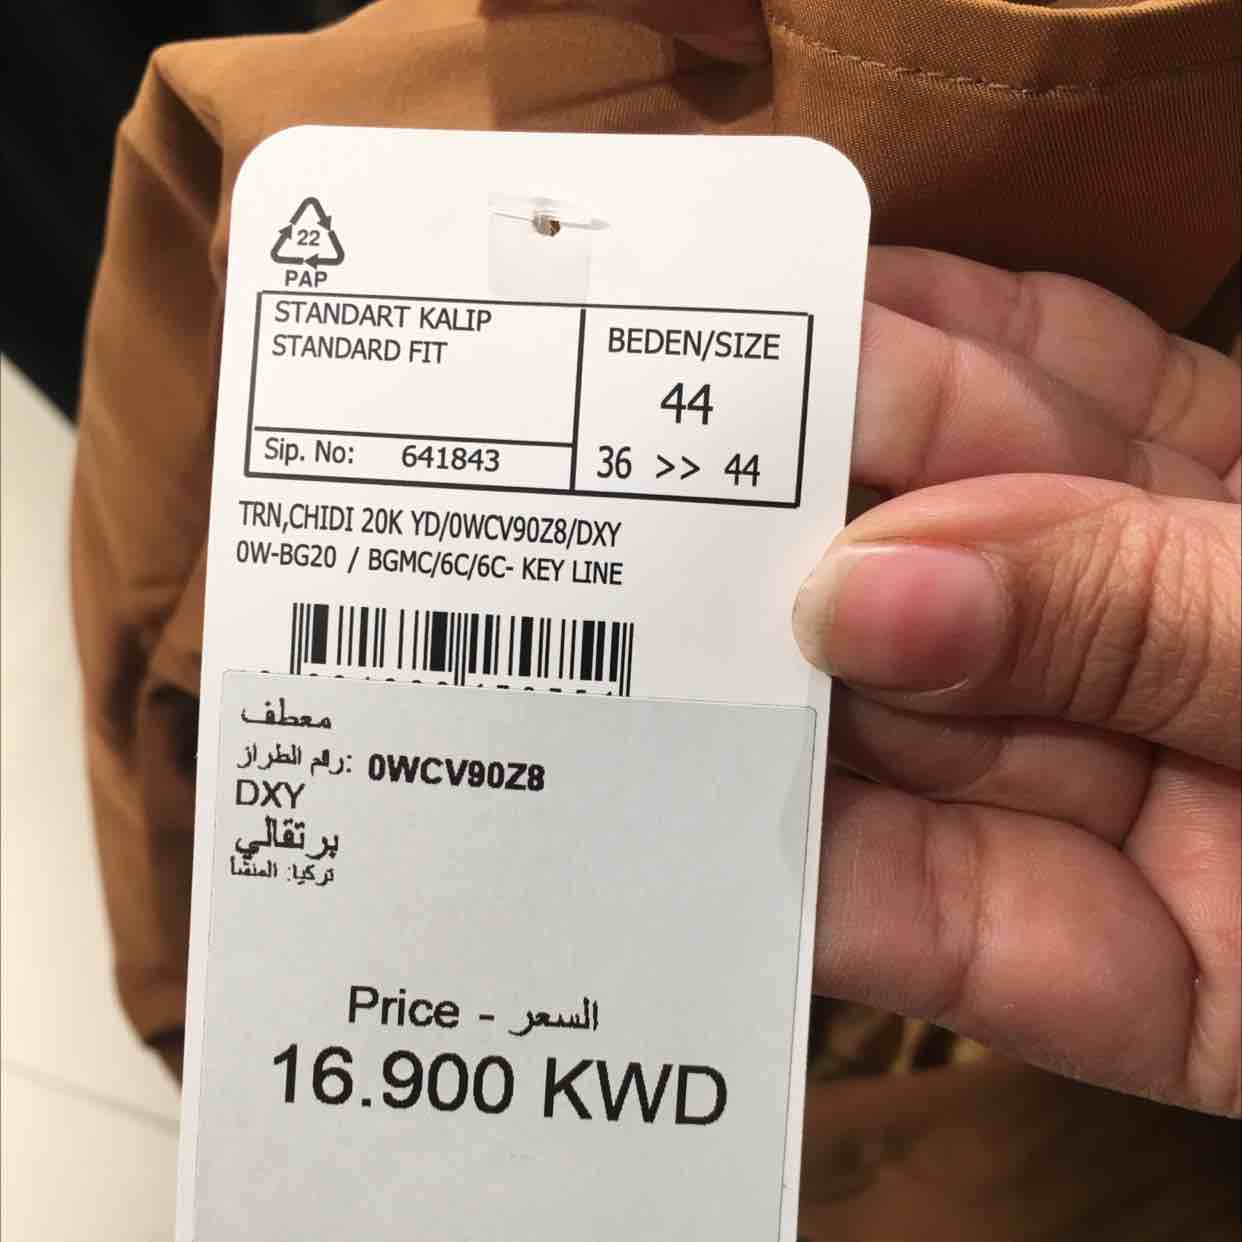 22
PAP
STANDART KALIP
STANDARD FIT
BEDEN/SIZE
44
36 >> 44
Sip. No: 641843
TRN,CHIDI 20K YD/0WCV90Z8/DXY
0W-BG20 / BGMC/6C/6C- KEY LINE
معطف
رقم الطراز: 0WCV90Z8
DXY
برتقالي
تركيا: المنشأ
Price - السعر
16.900 KWD